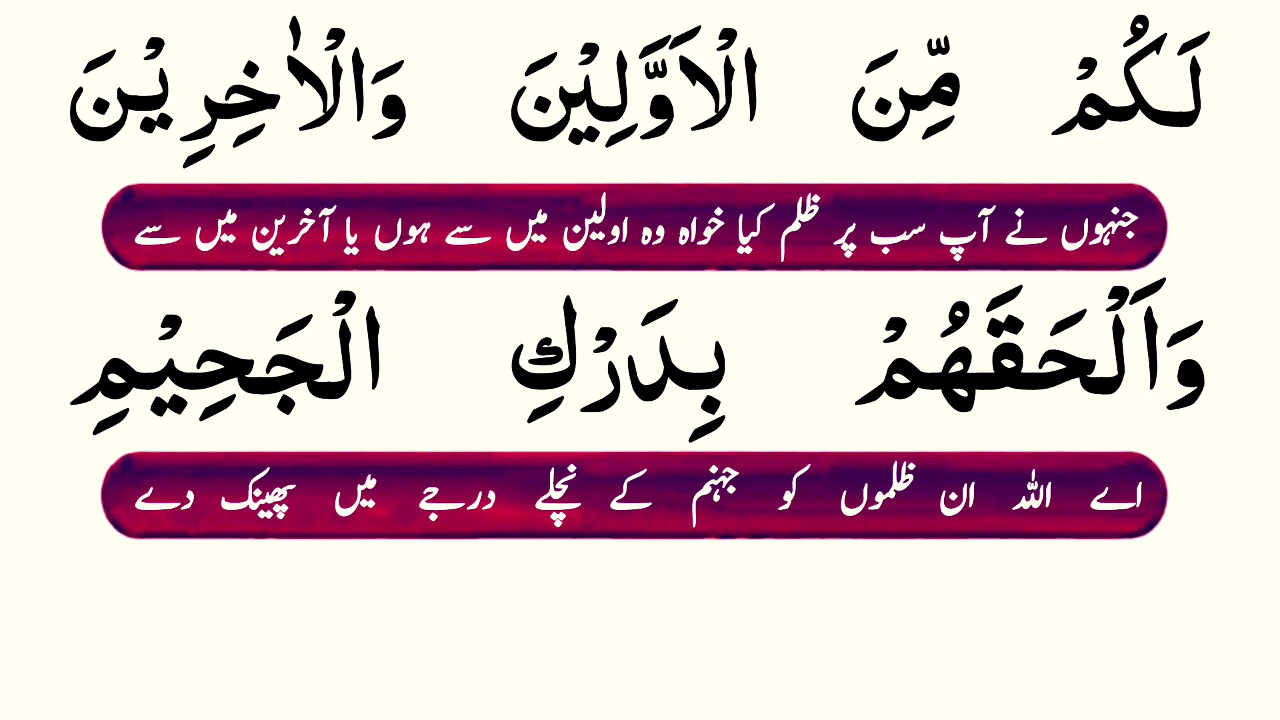 لَكُمْ مِّنَ الْاَوَّلِيْنَ وَالْاٰخِرِيْنَ
جنہوں نے آپ سب پر ظلم کیا خواہ وہ اولین میں سے ہوں یا آخرین میں سے
وَاَلْحَقَهُمْ بِدَرْكِ الْجَحِيْمِ
اے اللہ ان ظلموں کو جہنم کے نچلے درجے میں پھینک دے